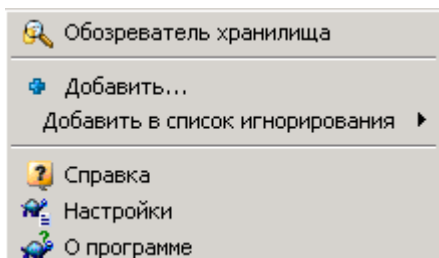 Обозреватель хранилища
Добавить...
Добавить в список игнорирования
Справка
Настройки
О программе